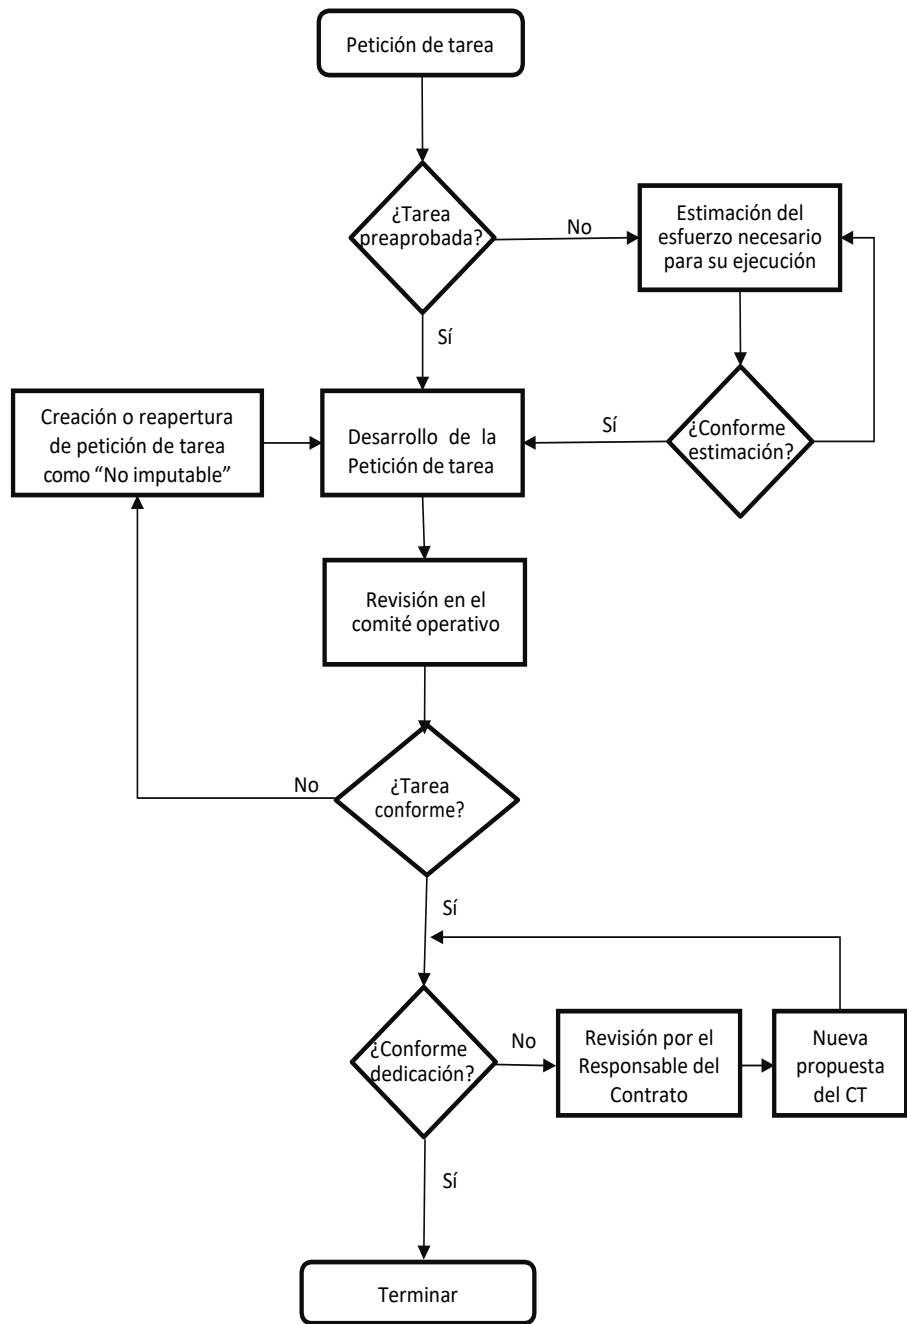 Petición de tarea
¿Tarea
preaprobada?
No
Estimación del
esfuerzo necesario
para su ejecución
Sí
Creación o reapertura
de petición de tarea
como “No imputable”
Desarrollo de la
Petición de tarea
Sí
¿Conforme
estimación?
Revisión en el
comité operativo
No
¿Tarea
conforme?
Sí
¿Conforme
dedicación?
No
Revisión por el
Responsable del
Contrato
Nueva
propuesta
del CT
Sí
Terminar